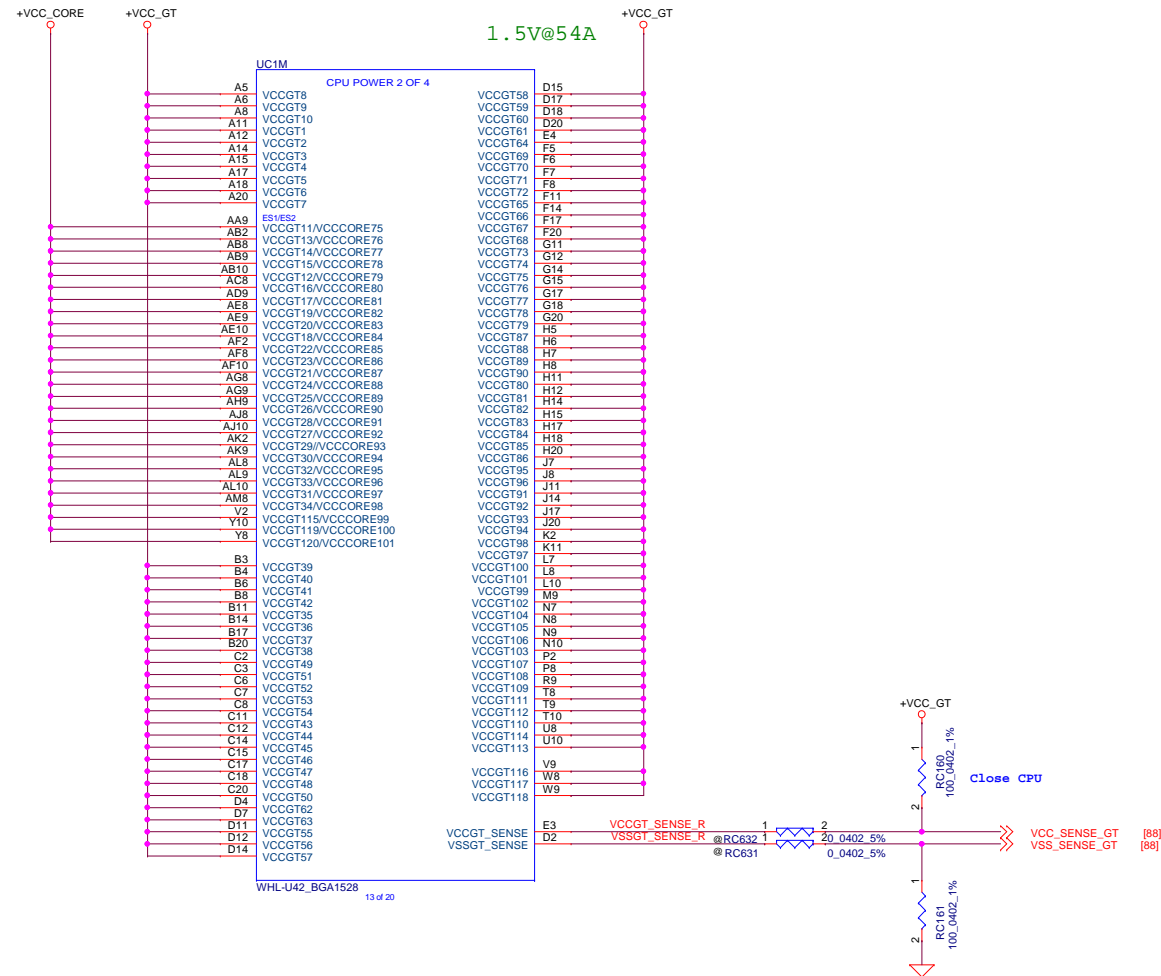 +VCC_CORE
+VCC_GT
+VCC_GT
1.5V@54A
UC1M
CPU POWER 2 OF 4
A5 VCCGT8
A6 VCCGT9
A8 VCCGT10
A11 VCCGT1
A12 VCCGT2
A14 VCCGT3
A15 VCCGT4
A17 VCCGT5
A18 VCCGT6
A20 VCCGT7
ES1/ES2
AA9 VCCGT11/VCCCORE75
AB2 VCCGT13/VCCCORE76
AB8 VCCGT14/VCCCORE77
AB9 VCCGT15/VCCCORE78
AB10 VCCGT12/VCCCORE79
AC8 VCCGT16/VCCCORE80
AD9 VCCGT17/VCCCORE81
AE8 VCCGT19/VCCCORE82
AE9 VCCGT20/VCCCORE83
AE10 VCCGT18/VCCCORE84
AF2 VCCGT22/VCCCORE85
AF8 VCCGT23/VCCCORE86
AF10 VCCGT21/VCCCORE87
AG8 VCCGT24/VCCCORE88
AG9 VCCGT25/VCCCORE89
AH9 VCCGT26/VCCCORE90
AJ8 VCCGT28/VCCCORE91
AJ10 VCCGT27/VCCCORE92
AK2 VCCGT29//VCCCORE93
AK9 VCCGT30/VCCCORE94
AL8 VCCGT32/VCCCORE95
AL9 VCCGT33/VCCCORE96
AL10 VCCGT31/VCCCORE97
AM8 VCCGT34/VCCCORE98
V2 VCCGT115/VCCCORE99
Y10 VCCGT119/VCCCORE100
Y8 VCCGT120/VCCCORE101
B3 VCCGT39
B4 VCCGT40
B6 VCCGT41
B8 VCCGT42
B11 VCCGT35
B14 VCCGT36
B17 VCCGT37
B20 VCCGT38
C2 VCCGT49
C3 VCCGT51
C6 VCCGT52
C7 VCCGT53
C8 VCCGT54
C11 VCCGT43
C12 VCCGT44
C14 VCCGT45
C15 VCCGT46
C17 VCCGT47
C18 VCCGT48
C20 VCCGT50
D4 VCCGT62
D7 VCCGT63
D11 VCCGT55
D12 VCCGT56
D14 VCCGT57
VCCGT58 D15
VCCGT59 D17
VCCGT60 D18
VCCGT61 D20
VCCGT64 E4
VCCGT69 F5
VCCGT70 F6
VCCGT71 F7
VCCGT72 F8
VCCGT65 F11
VCCGT66 F14
VCCGT67 F17
VCCGT68 F20
VCCGT73 G11
VCCGT74 G12
VCCGT75 G14
VCCGT76 G15
VCCGT77 G17
VCCGT78 G18
VCCGT79 G20
VCCGT87 H5
VCCGT88 H6
VCCGT89 H7
VCCGT90 H8
VCCGT80 H11
VCCGT81 H12
VCCGT82 H14
VCCGT83 H15
VCCGT84 H17
VCCGT85 H18
VCCGT86 H20
VCCGT95 J7
VCCGT96 J8
VCCGT91 J11
VCCGT92 J14
VCCGT93 J17
VCCGT94 J20
VCCGT98 K2
VCCGT97 K11
VCCGT100 L7
VCCGT101 L8
VCCGT99 L10
VCCGT102 M9
VCCGT104 N7
VCCGT105 N8
VCCGT106 N9
VCCGT103 N10
VCCGT107 P2
VCCGT108 P8
VCCGT109 R9
VCCGT111 T8
VCCGT112 T9
VCCGT110 T10
VCCGT114 U8
VCCGT113 U10
VCCGT116 V9
VCCGT117 W8
VCCGT118 W9
VCCGT_SENSE E3 VCCGT_SENSE_R 1 2
VSSGT_SENSE D2 VSSGT_SENSE_R @RC632 1 2 0_0402_5%
@RC631 0_0402_5%
WHL-U42_BGA1528
13 of 20
+VCC_GT
1
RC160
100_0402_1%
2
Close CPU
VCC_SENSE_GT [88]
VSS_SENSE_GT [88]
1
RC161
100_0402_1%
2